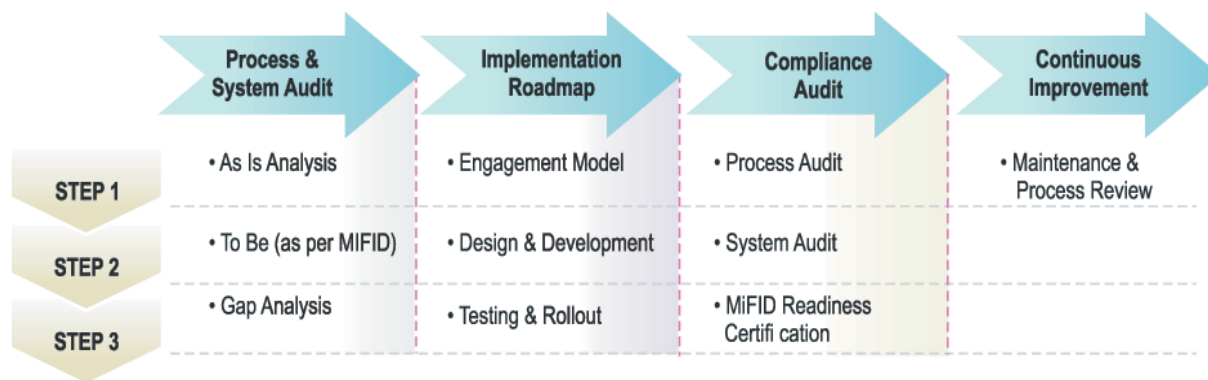 Process &
System Audit
Implementation
Roadmap
Compliance
Audit
Continuous
Improvement
STEP 1
• As Is Analysis
• Engagement Model
• Process Audit
• Maintenance &
Process Review
STEP 2
• To Be (as per MIFID)
• Design & Development
• System Audit
STEP 3
• Gap Analysis
• Testing & Rollout
• MiFID Readiness
Certifi cation